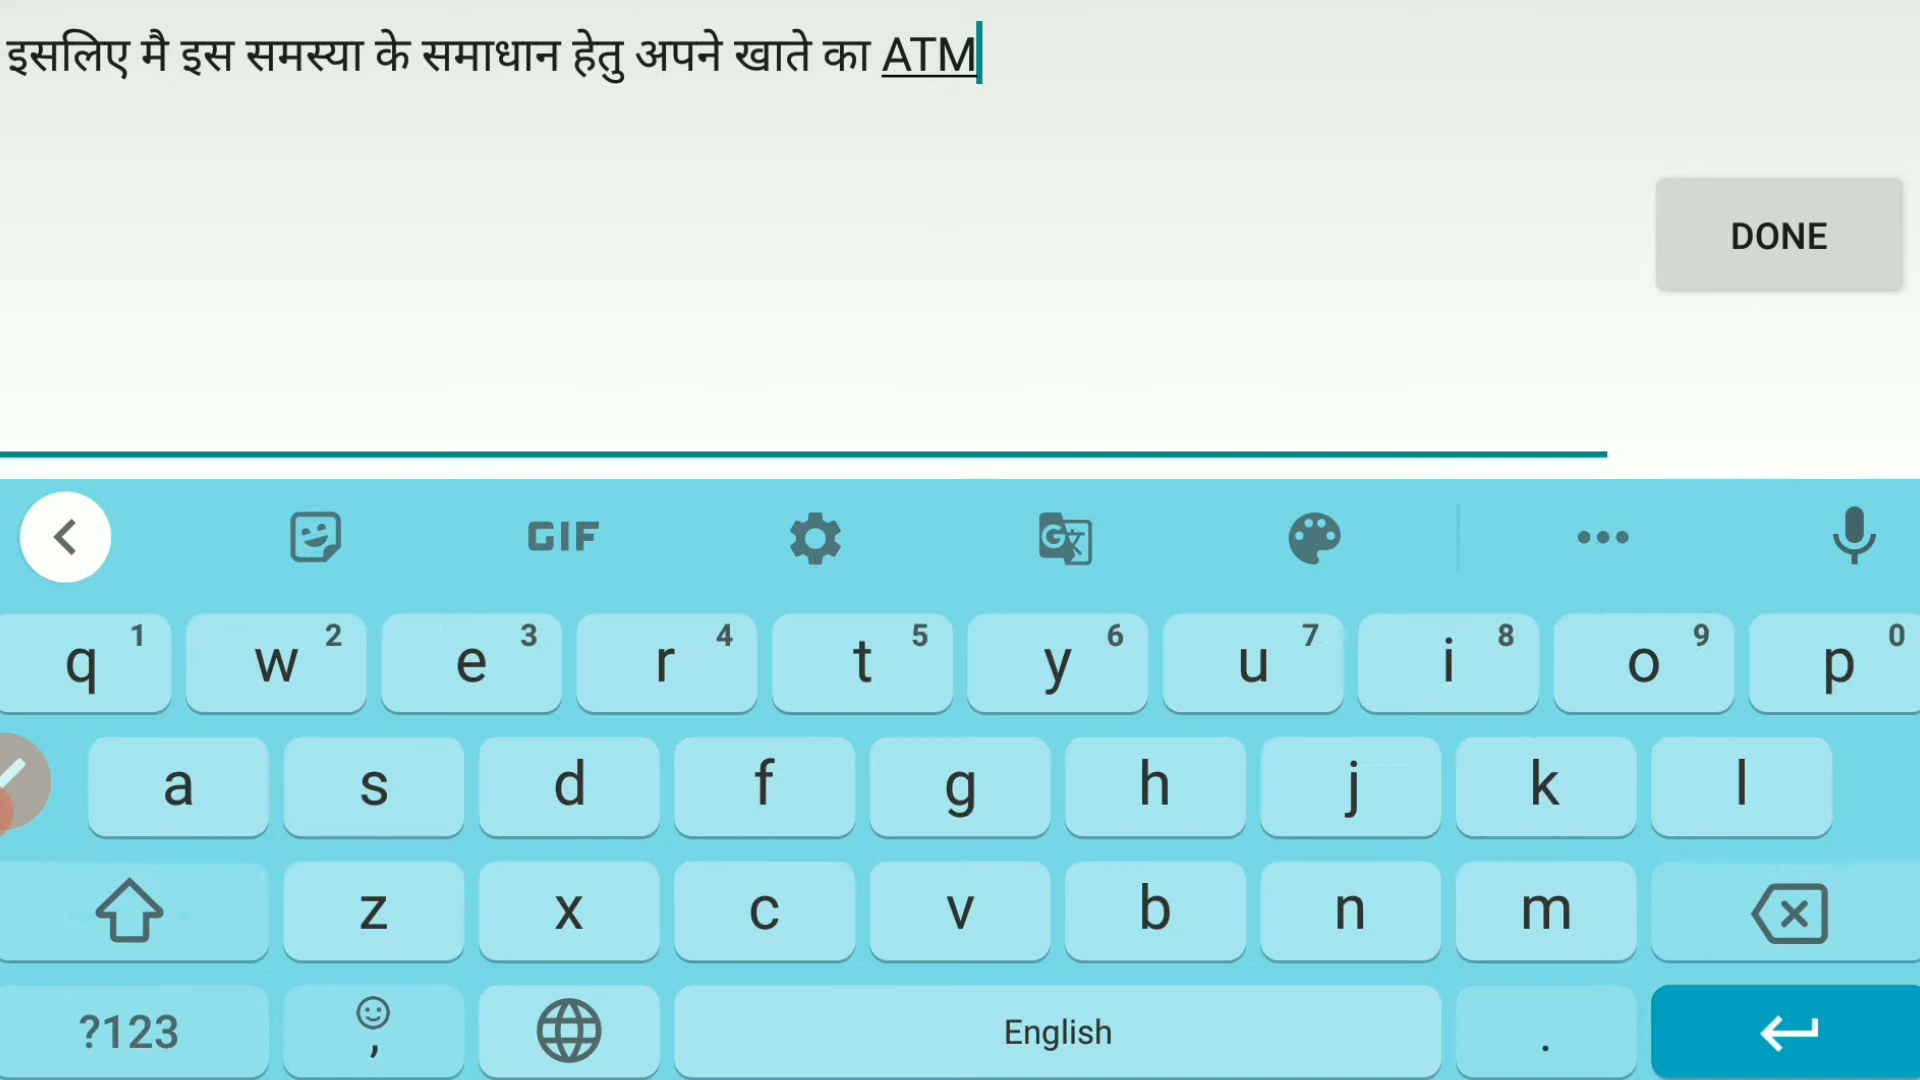 इसलिए मै इस समस्या के समाधान हेतु अपने खाते का ATM
DONE
GIF
G 文
q 1 w 2 e 3 r 4 t 5 y 6 u 7 i 8 o 9 p 0
a s d f g h j k l
z x c v b n m
?123 , English .